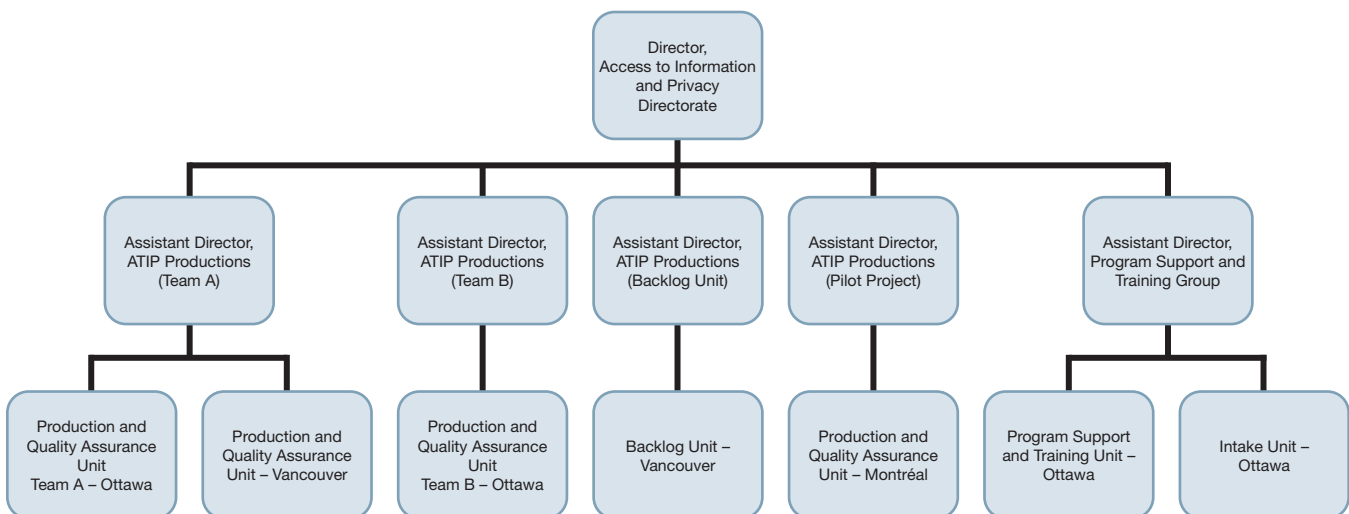 Director,
Access to Information
and Privacy
Directorate
Assistant Director,
ATIP Productions
(Team A)
Assistant Director,
ATIP Productions
(Team B)
Assistant Director,
ATIP Productions
(Backlog Unit)
Assistant Director,
ATIP Productions
(Pilot Project)
Assistant Director,
Program Support and
Training Group
Production and
Quality Assurance
Unit
Team A – Ottawa
Production and
Quality Assurance
Unit – Vancouver
Production and
Quality Assurance
Unit
Team B – Ottawa
Backlog Unit –
Vancouver
Production and
Quality Assurance
Unit – Montréal
Program Support
and Training Unit –
Ottawa
Intake Unit –
Ottawa